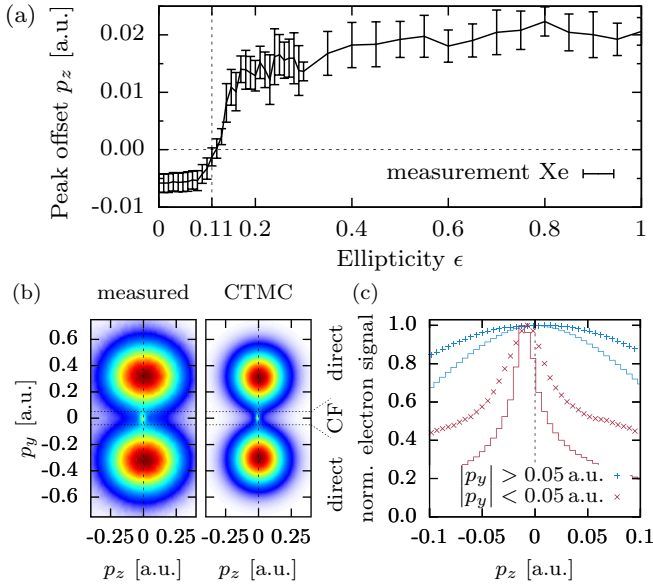 (a)
Peak offset p_z [a.u.]
0.02
0.01
0.00
-0.01
measurement Xe
0 0.11 0.2 0.4 0.6 0.8 1
Ellipticity ϵ
(b) measured CTMC
p_y [a.u.]
0.6
0.4
0.2
0
-0.2
-0.4
-0.6
direct CF direct
-0.25 0 0.25 -0.25 0 0.25
p_z [a.u.] p_z [a.u.]
(c)
norm. electron signal
1.0
0.8
0.6
0.4
0.2
0.0
|p_y| > 0.05 a.u.
|p_y| < 0.05 a.u.
-0.1 -0.05 0 0.05 0.1
p_z [a.u.]